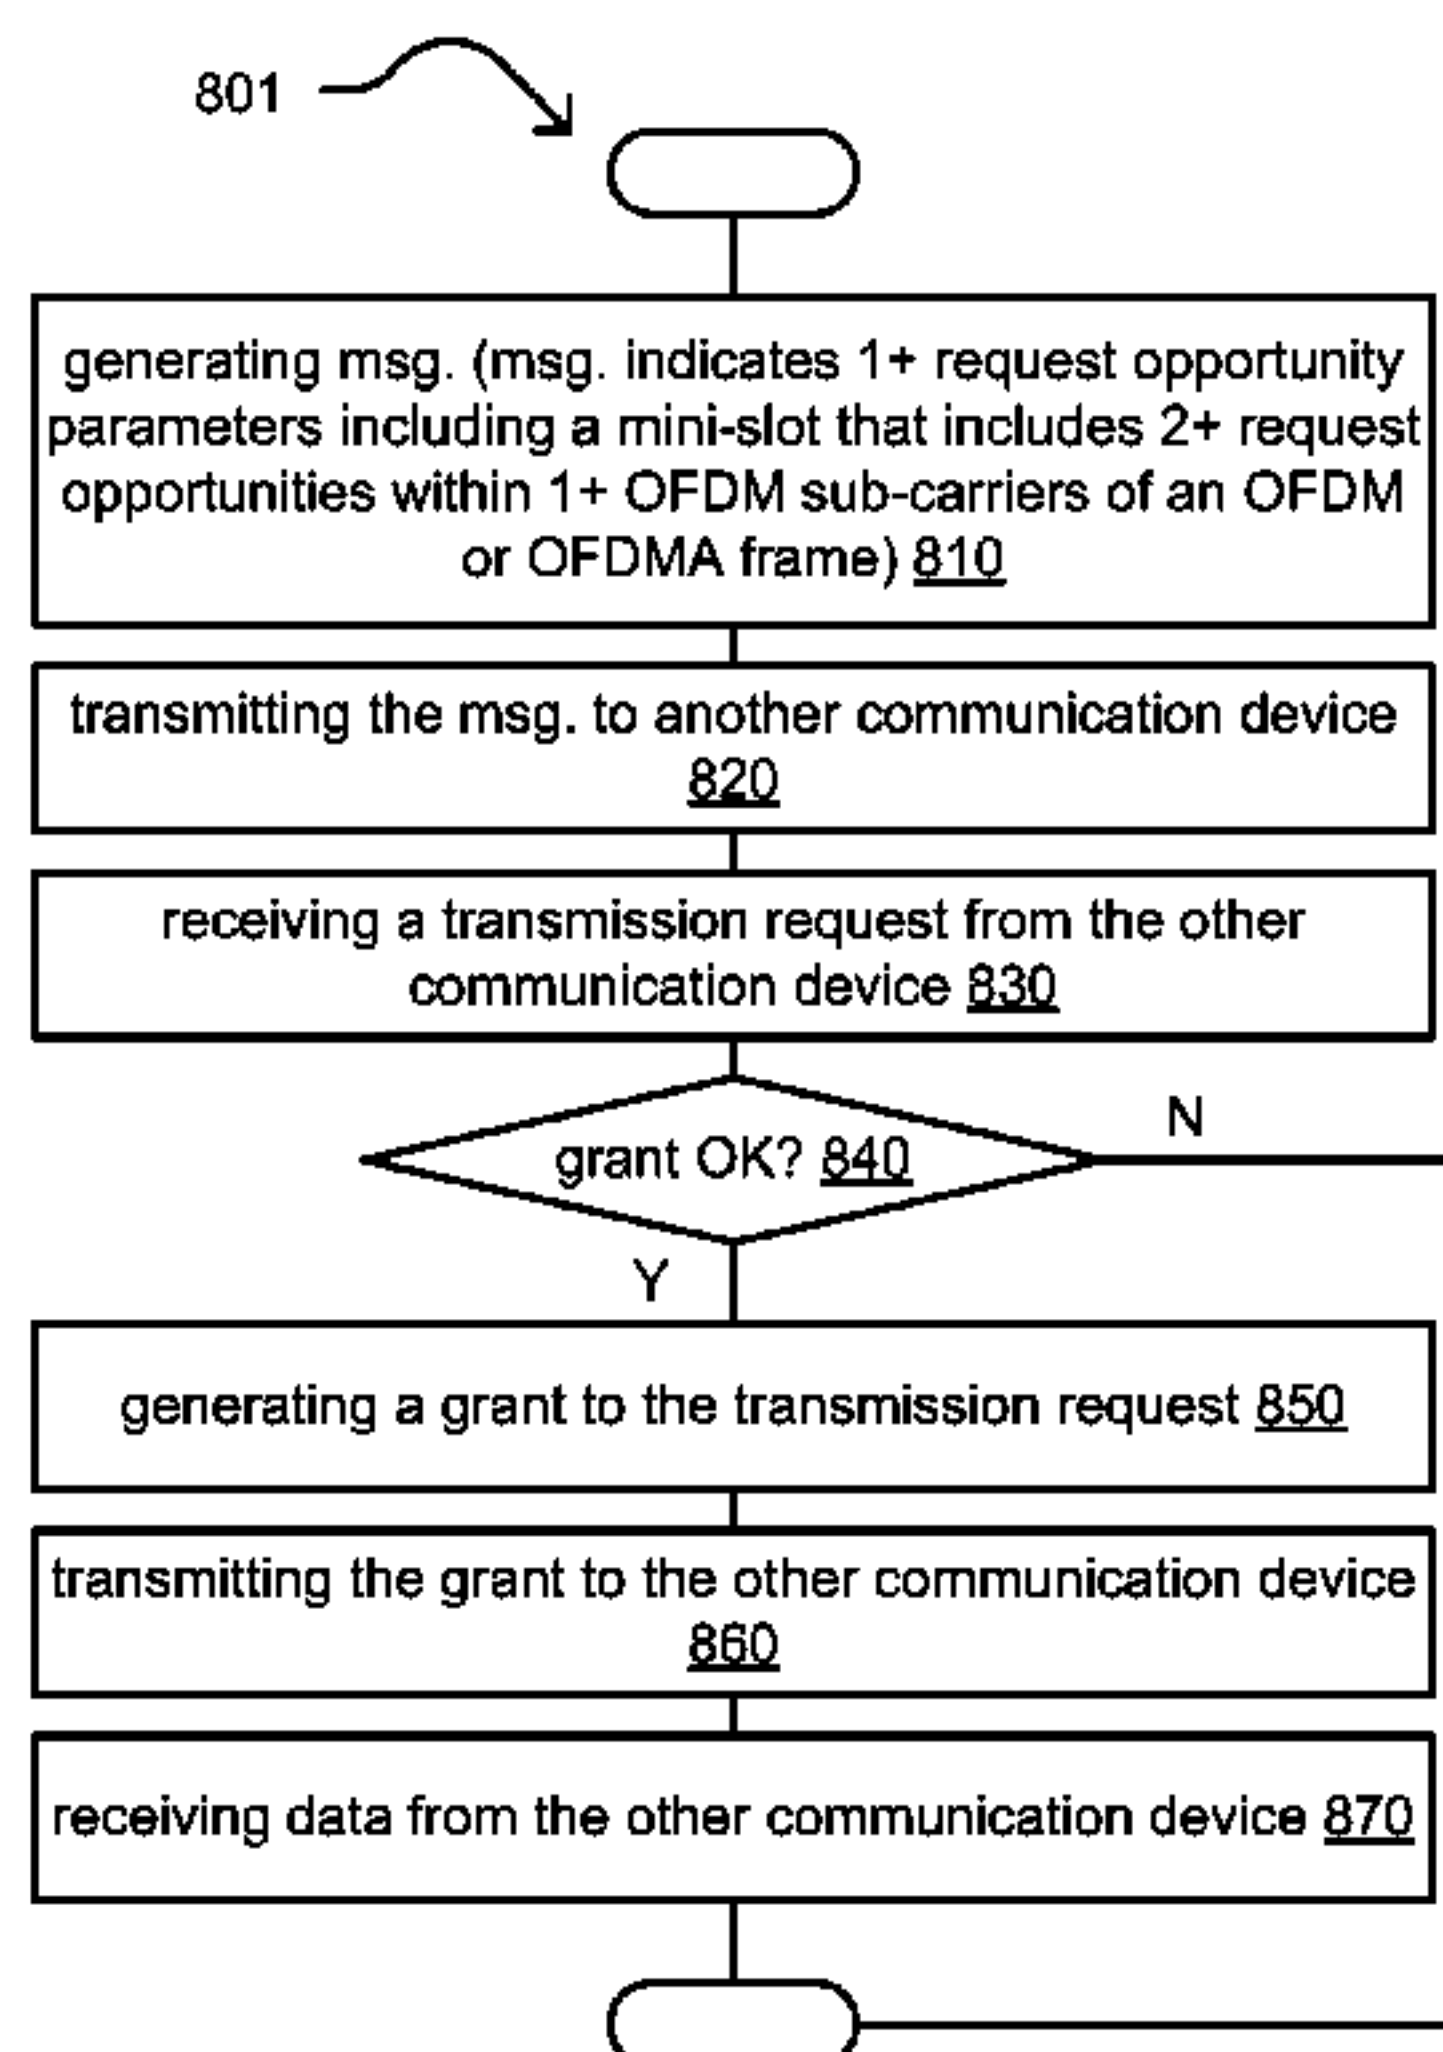 801
generating msg. (msg. indicates 1+ request opportunity
parameters including a mini-slot that includes 2+ request
opportunities within 1+ OFDM sub-carriers of an OFDM
or OFDMA frame) 810
transmitting the msg. to another communication device
820
receiving a transmission request from the other
communication device 830
grant OK? 840
N
Y
generating a grant to the transmission request 850
transmitting the grant to the other communication device
860
receiving data from the other communication device 870